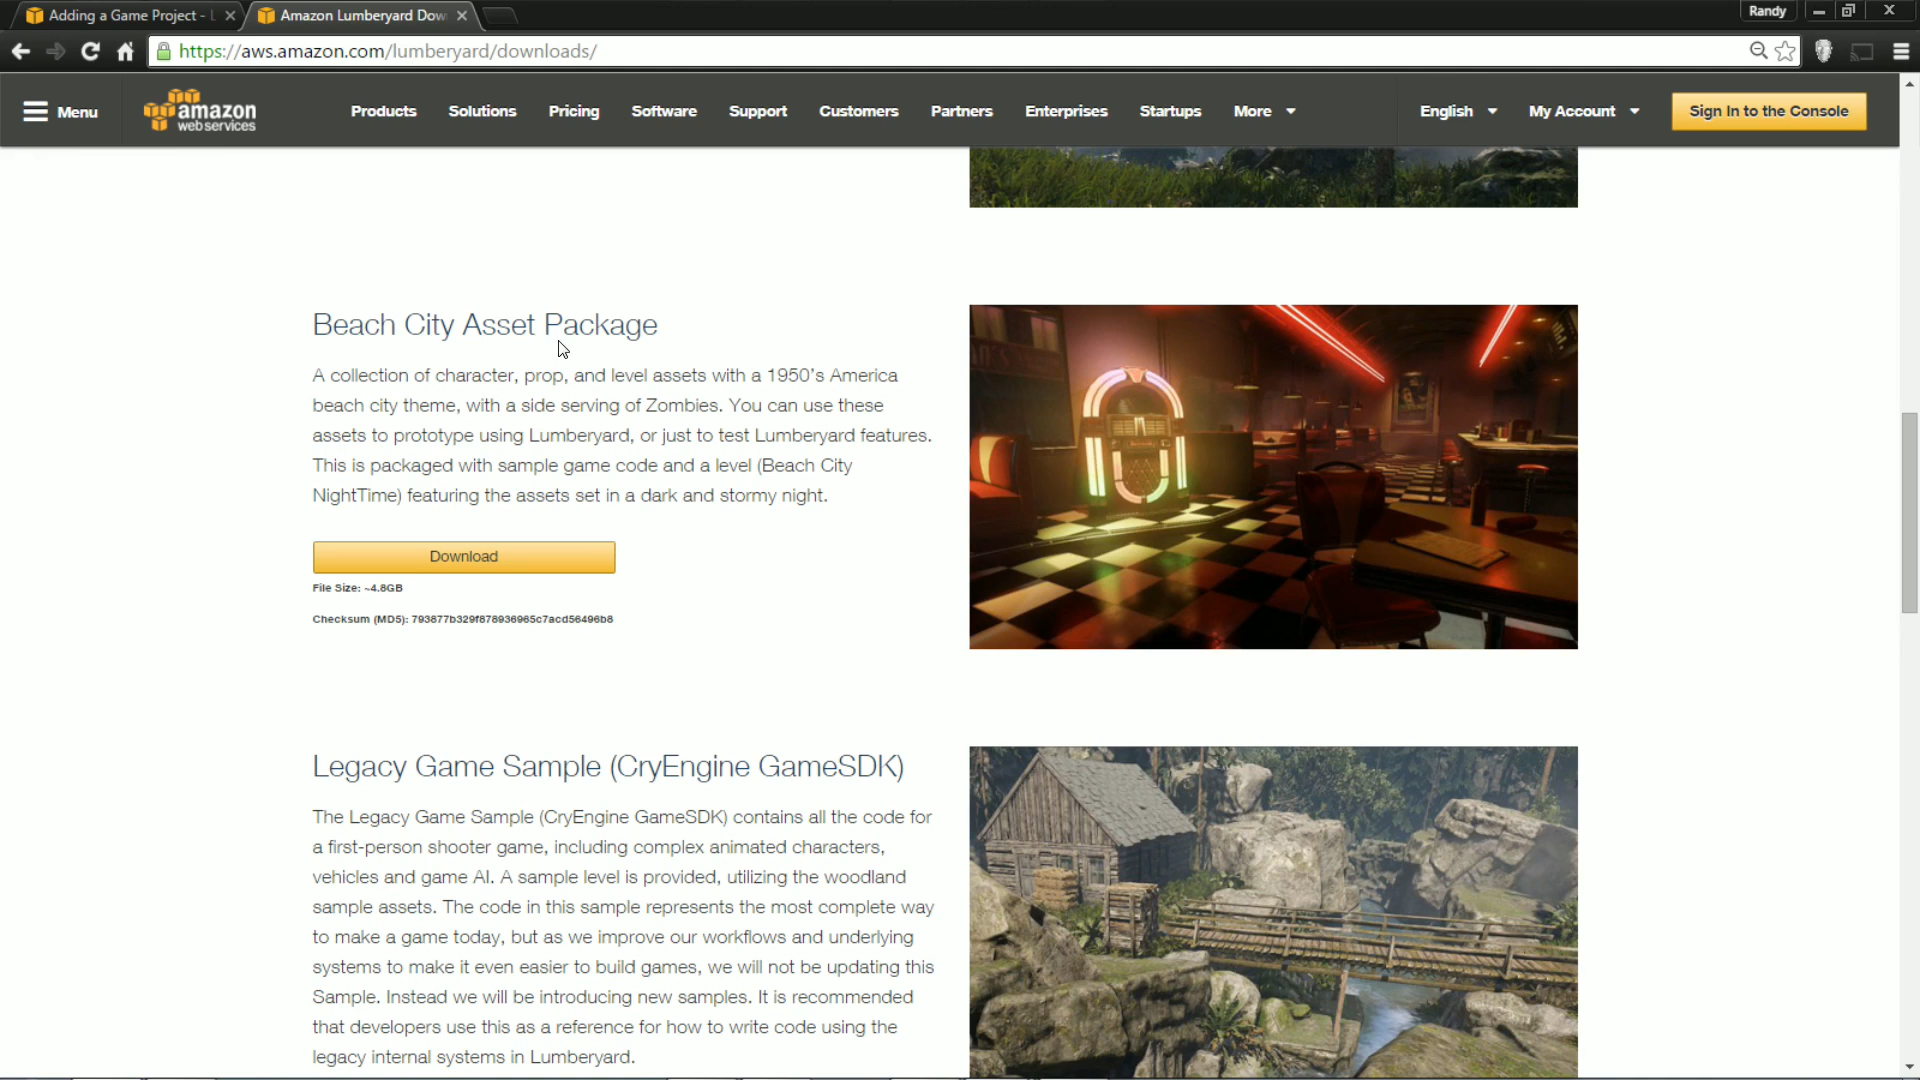 Adding a Game Project - L
Amazon Lumberyard Dow
Randy
https://aws.amazon.com/lumberyard/downloads/
Menu
amazon
web services
Products
Solutions
Pricing
Software
Support
Customers
Partners
Enterprises
Startups
More
English
My Account
Sign In to the Console
Beach City Asset Package
A collection of character, prop, and level assets with a 1950's America
beach city theme, with a side serving of Zombies. You can use these
assets to prototype using Lumberyard, or just to test Lumberyard features.
This is packaged with sample game code and a level (Beach City
NightTime) featuring the assets set in a dark and stormy night.
Download
File Size: ~4.8GB
Checksum (MD5): 793877b329f878936965c7acd56496b8
Legacy Game Sample (CryEngine GameSDK)
The Legacy Game Sample (CryEngine GameSDK) contains all the code for
a first-person shooter game, including complex animated characters,
vehicles and game AI. A sample level is provided, utilizing the woodland
sample assets. The code in this sample represents the most complete way
to make a game today, but as we improve our workflows and underlying
systems to make it even easier to build games, we will not be updating this
Sample. Instead we will be introducing new samples. It is recommended
that developers use this as a reference for how to write code using the
legacy internal systems in Lumberyard.